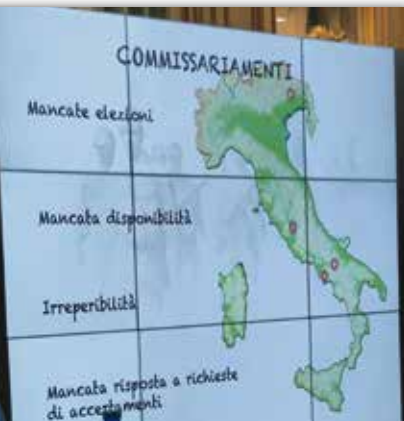 COMMISSARIAMENTI
Mancate elezioni
Mancata disponibilità
Irreperibilità
Mancata risposta a richieste
di accertamenti